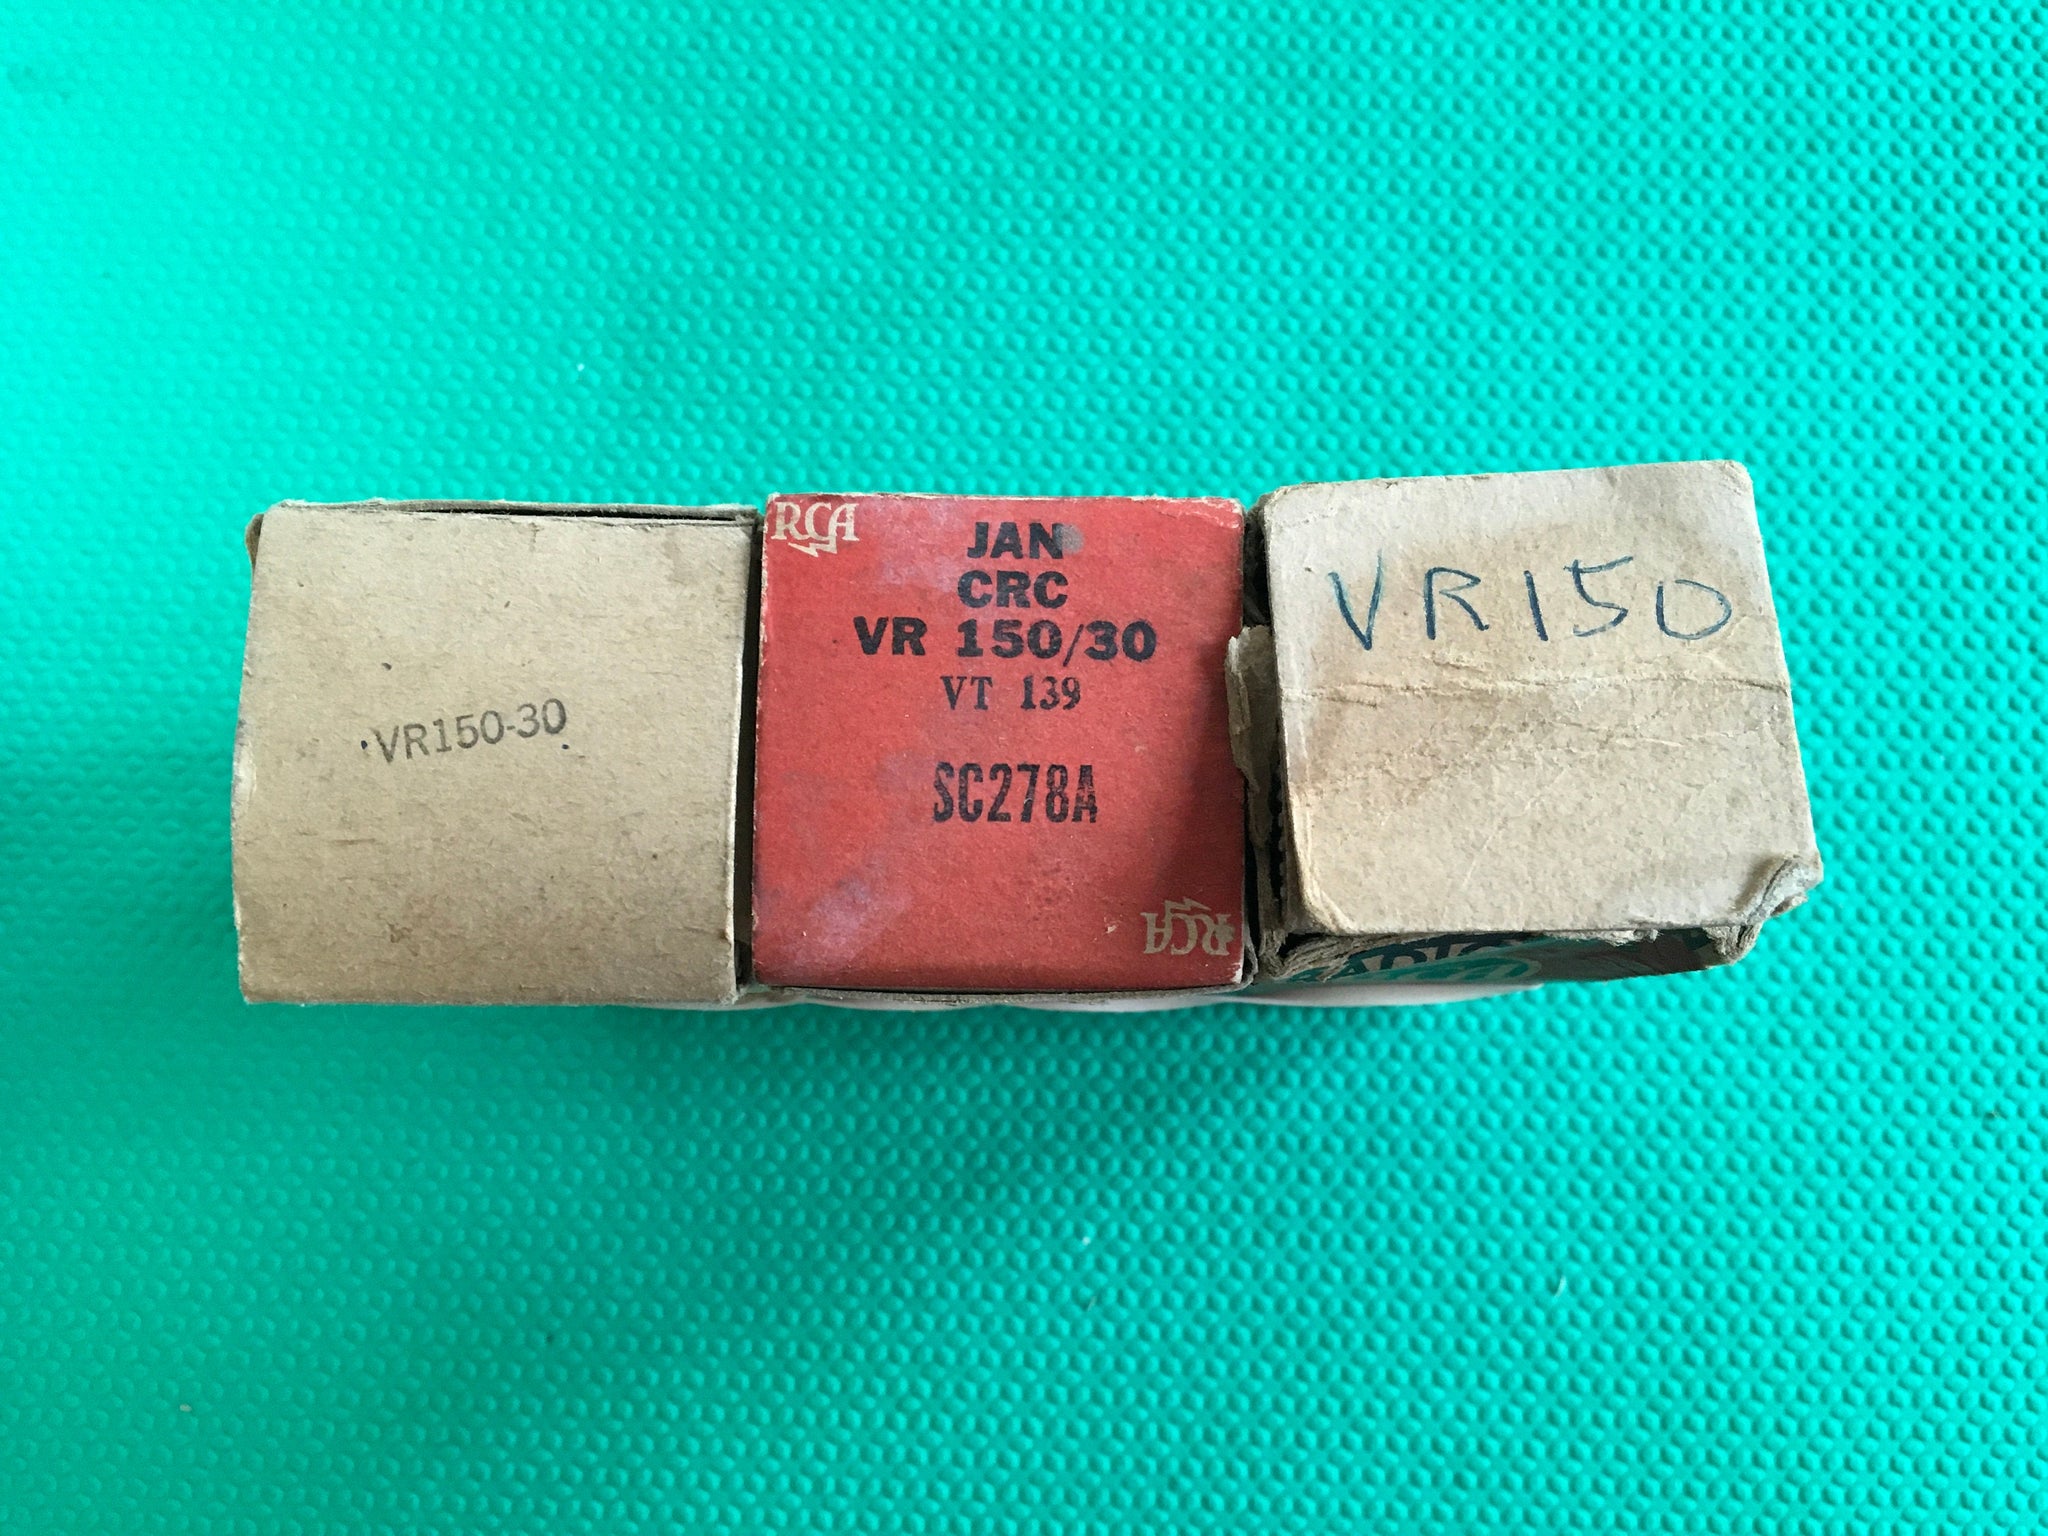 VR150-30
RCA
JAN
CRC
VR 150/30
VT 139
SC278A
RCA
VR150